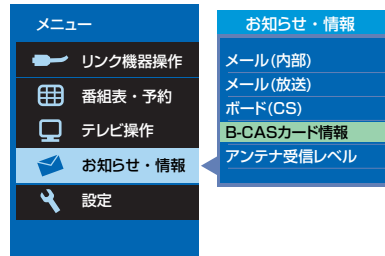 メニュー
リンク機器操作
番組表・予約
テレビ操作
お知らせ・情報
設定
お知らせ・情報
メール(内部)
メール(放送)
ボード(CS)
B-CASカード情報
アンテナ受信レベル